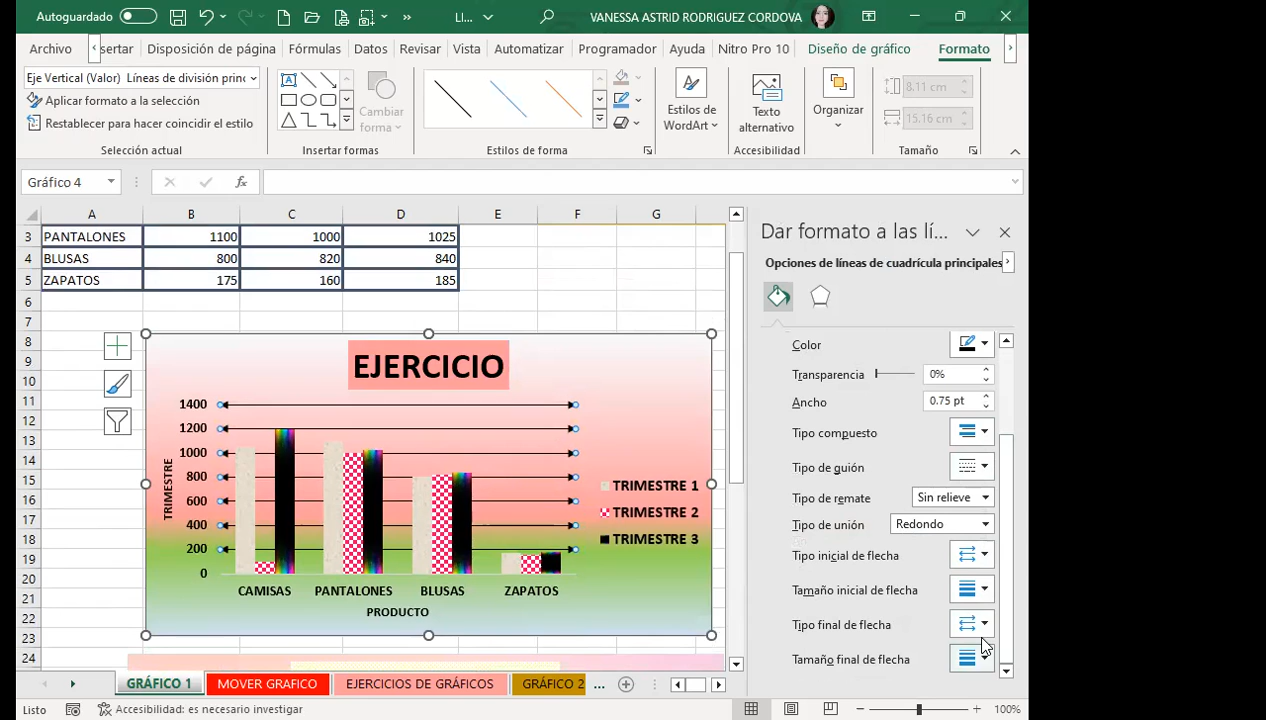 Autoguardado
LI...
VANESSA ASTRID RODRIGUEZ CORDOVA
Archivo
sertar
Disposición de página
Fórmulas
Datos
Revisar
Vista
Automatizar
Programador
Ayuda
Nitro Pro 10
Diseño de gráfico
Formato
Eje Vertical (Valor) Líneas de división princ
Aplicar formato a la selección
Restablecer para hacer coincidir el estilo
Selección actual
Cambiar
forma
Insertar formas
Estilos de forma
Estilos de
WordArt
Texto
alternativo
Accesibilidad
Organizar
8.11 cm
15.16 cm
Tamaño
Gráfico 4
fx
A B C D E F G
3 PANTALONES 1100 1000 1025
4 BLUSAS 800 820 840
5 ZAPATOS 175 160 185
6
7
8
9
10
11
12
13
14
15
16
17
18
19
20
21
22
23
24
EJERCICIO
1400
1200
1000
800
600
400
200
0
TRIMESTRE
CAMISAS PANTALONES BLUSAS ZAPATOS
PRODUCTO
TRIMESTRE 1
TRIMESTRE 2
TRIMESTRE 3
Dar formato a las lí...
Opciones de líneas de cuadrícula principales
Color
Transparencia 0%
Ancho 0.75 pt
Tipo compuesto
Tipo de guión
Tipo de remate Sin relieve
Tipo de unión Redondo
Tipo inicial de flecha
Tamaño inicial de flecha
Tipo final de flecha
Tamaño final de flecha
GRÁFICO 1
MOVER GRAFICO
EJERCICIOS DE GRÁFICOS
GRÁFICO 2
...
Listo
Accesibilidad: es necesario investigar
100%